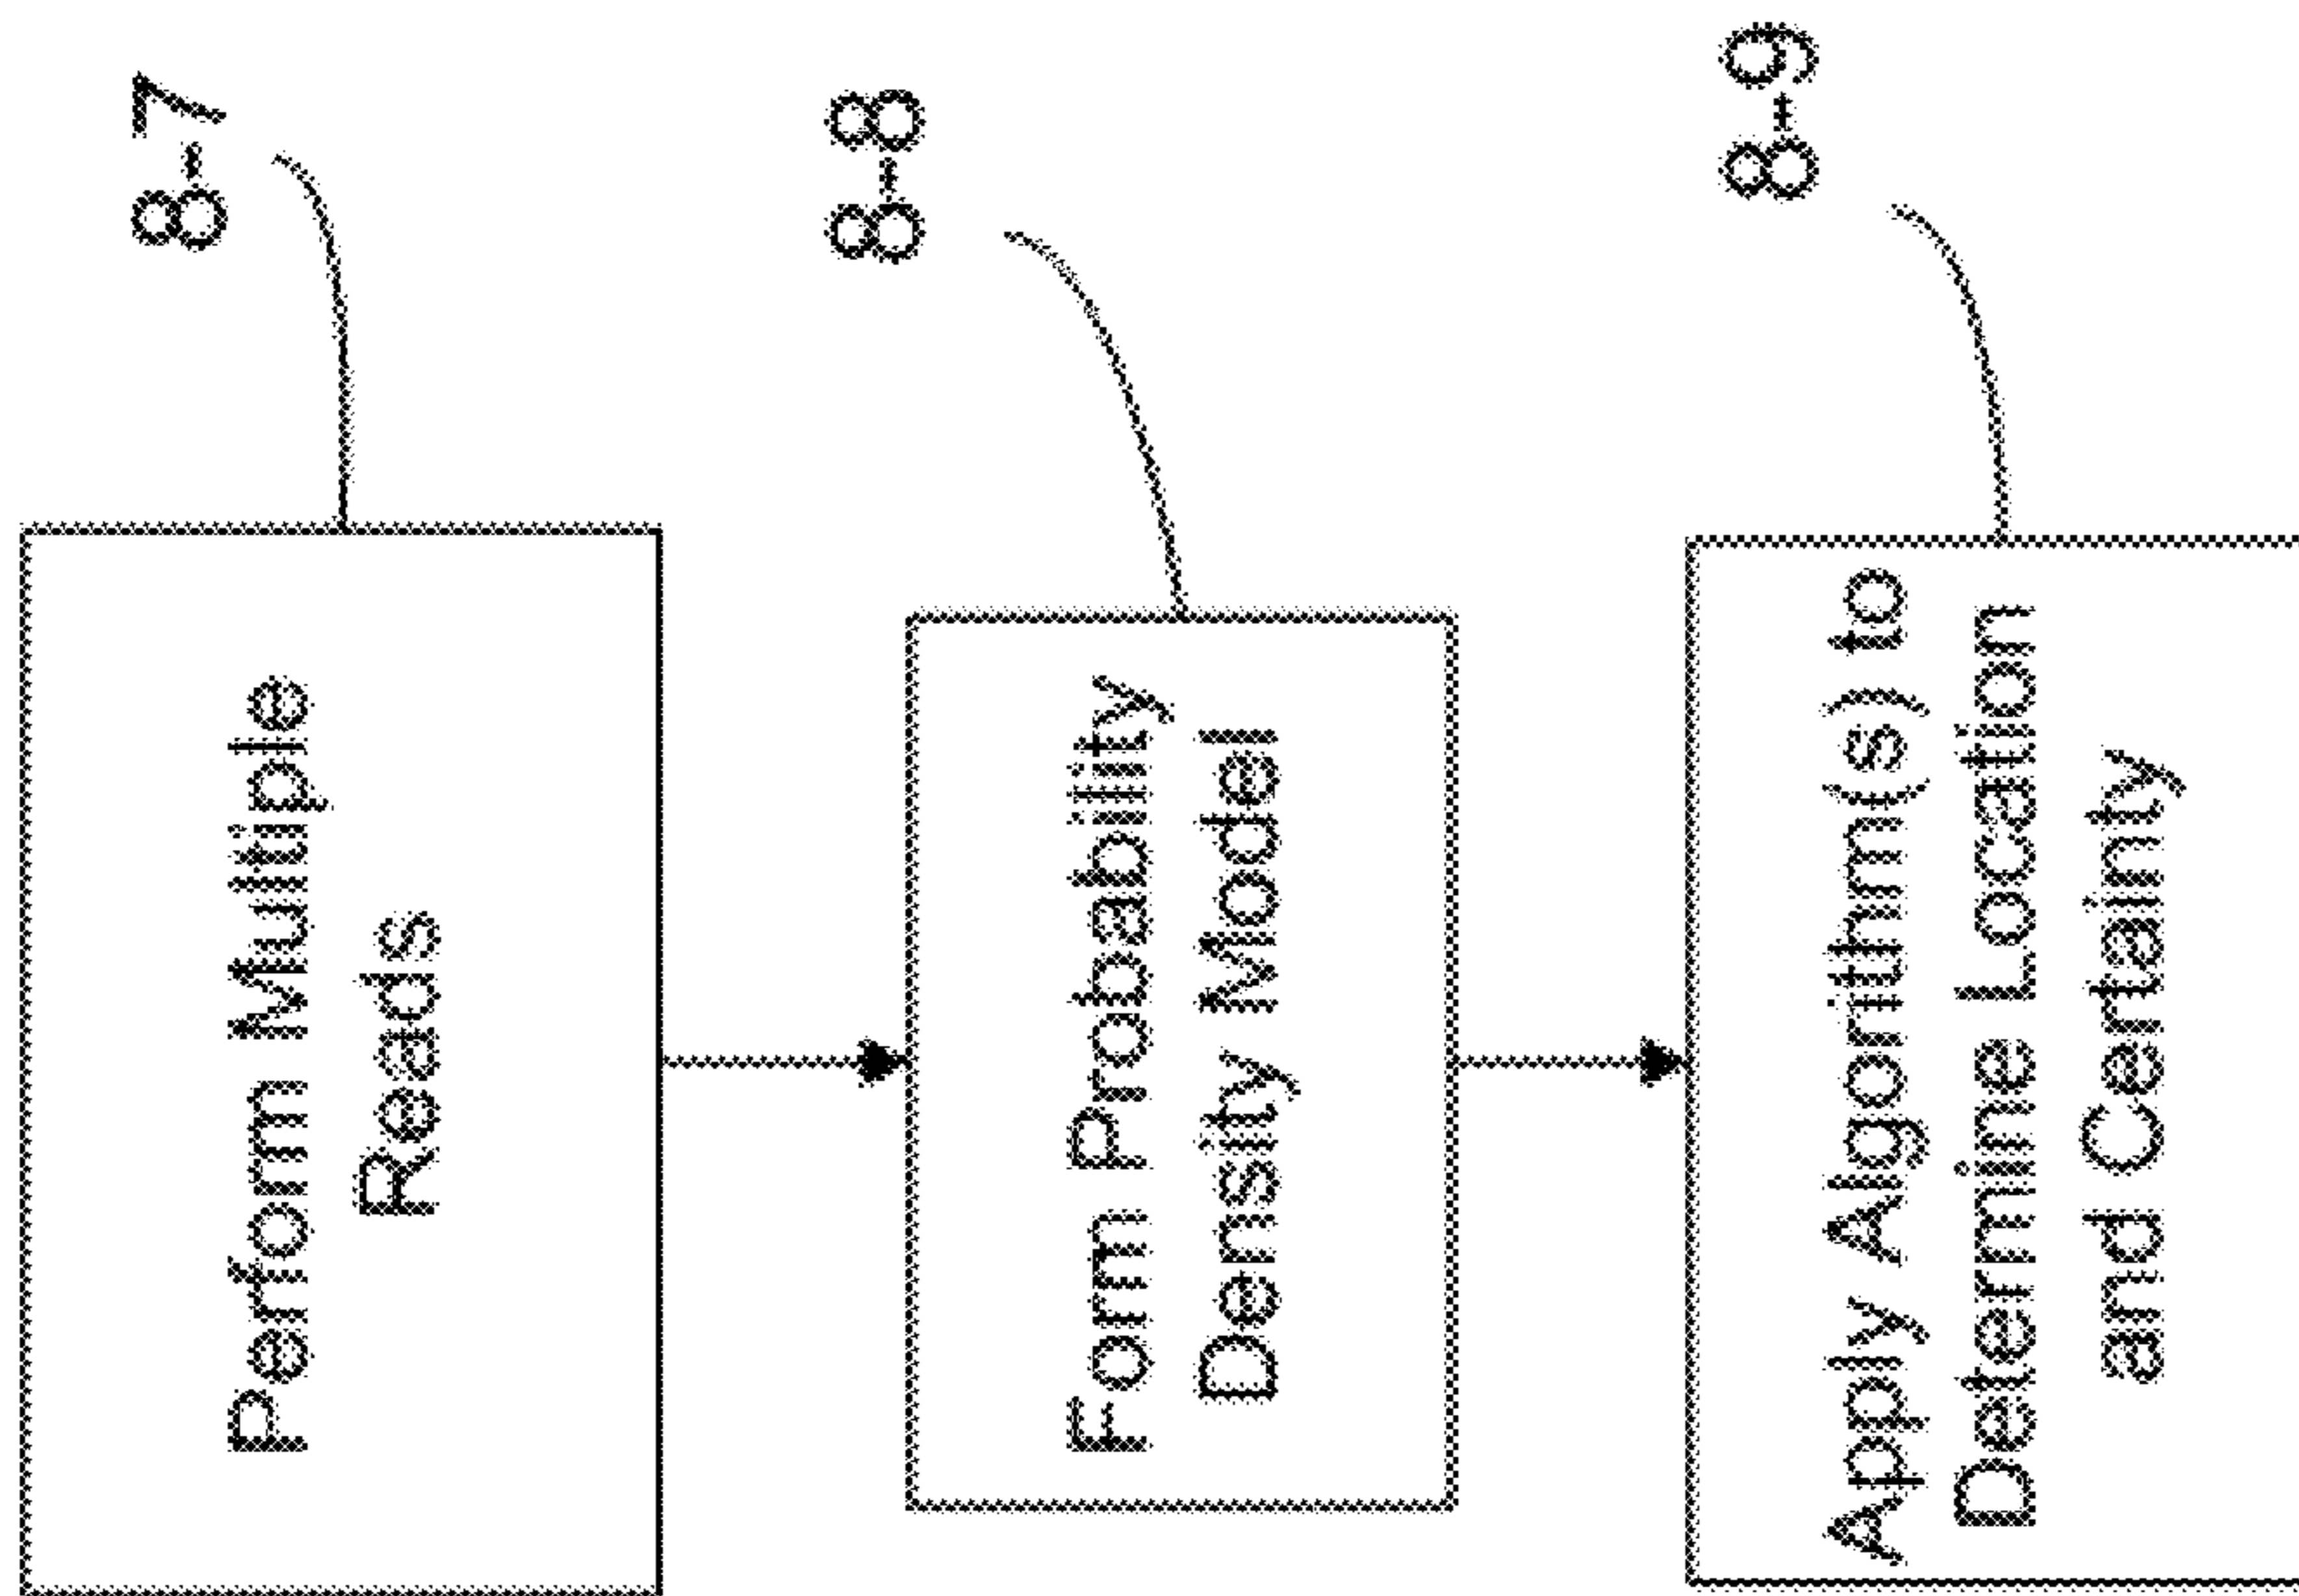 8-7
Perform Multiple
Reads
8-8
Form Probability
Density Model
8-9
Apply Algorithm(s) to
Determine Location
and Certainty